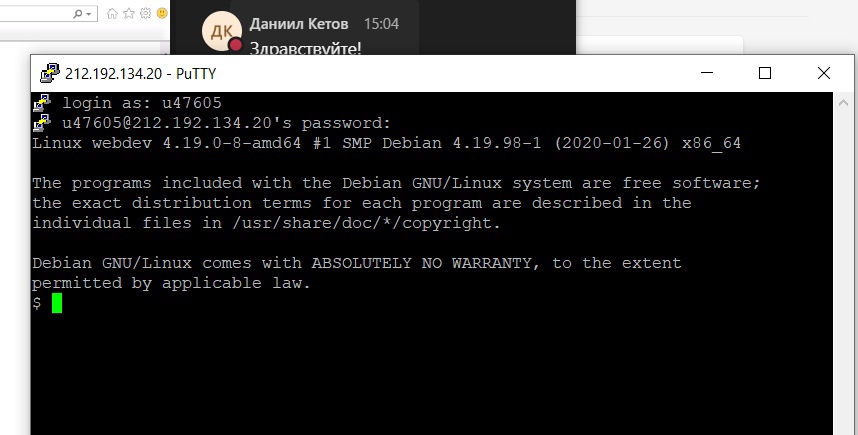 ДК
Даниил Кетов 15:04
Здравствуйте!
212.192.134.20 - PuTTY
login as: u47605
u47605@212.192.134.20's password:
Linux webdev 4.19.0-8-amd64 #1 SMP Debian 4.19.98-1 (2020-01-26) x86_64
The programs included with the Debian GNU/Linux system are free software;
the exact distribution terms for each program are described in the
individual files in /usr/share/doc/*/copyright.
Debian GNU/Linux comes with ABSOLUTELY NO WARRANTY, to the extent
permitted by applicable law.
$